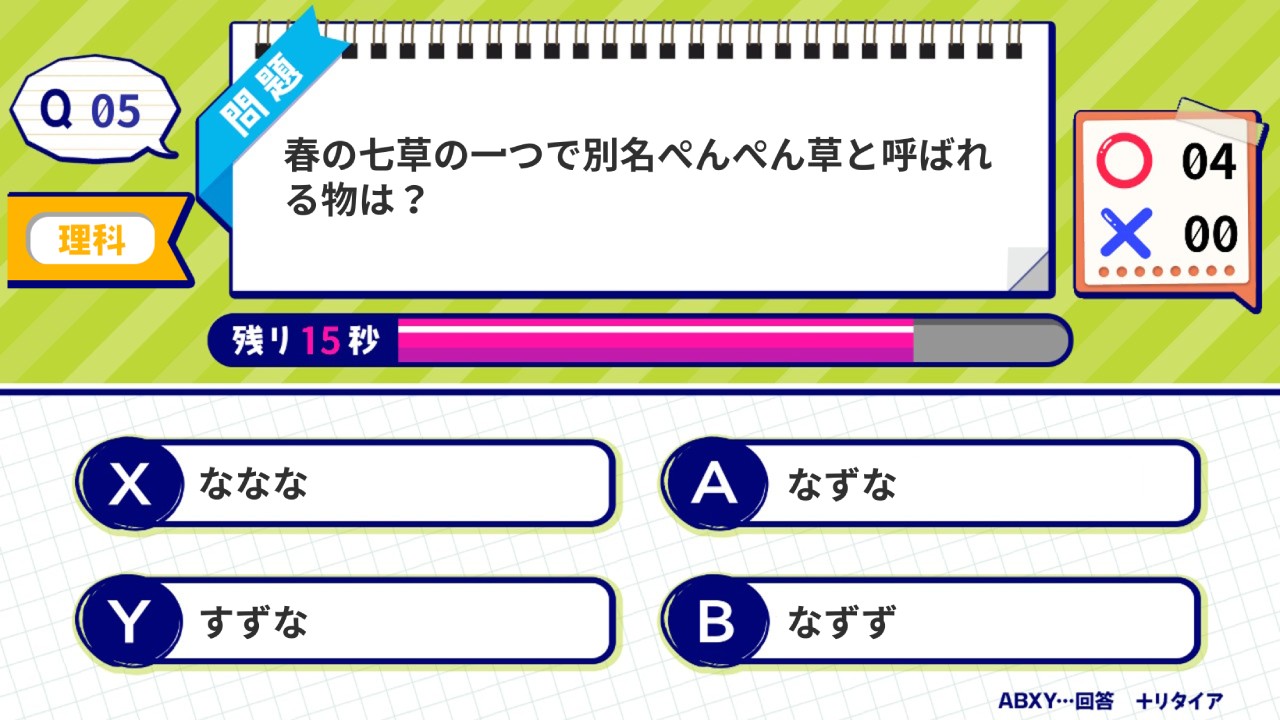 Q 05
問題
春の七草の一つで別名ぺんぺん草と呼ばれ
る物は？
04
00
理科
残り15秒
X ななな
A なずな
Y すずな
B なずず
ABXY…回答 ＋リタイア